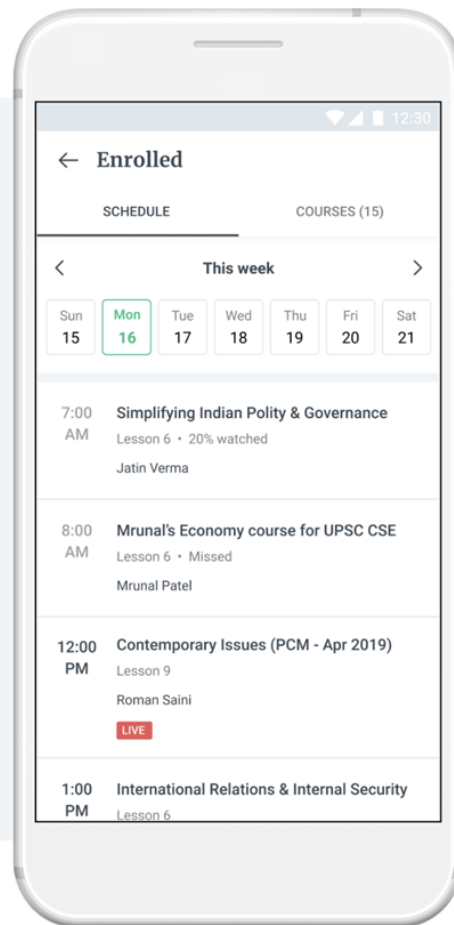 12:30
Enrolled
SCHEDULE COURSES (15)
This week
Sun Mon Tue Wed Thu Fri Sat
15 16 17 18 19 20 21
7:00 Simplifying Indian Polity & Governance
AM Lesson 6 • 20% watched
Jatin Verma
8:00 Mrunal's Economy course for UPSC CSE
AM Lesson 6 • Missed
Mrunal Patel
12:00 Contemporary Issues (PCM - Apr 2019)
PM Lesson 9
Roman Saini
LIVE
1:00 International Relations & Internal Security
PM Lesson 6